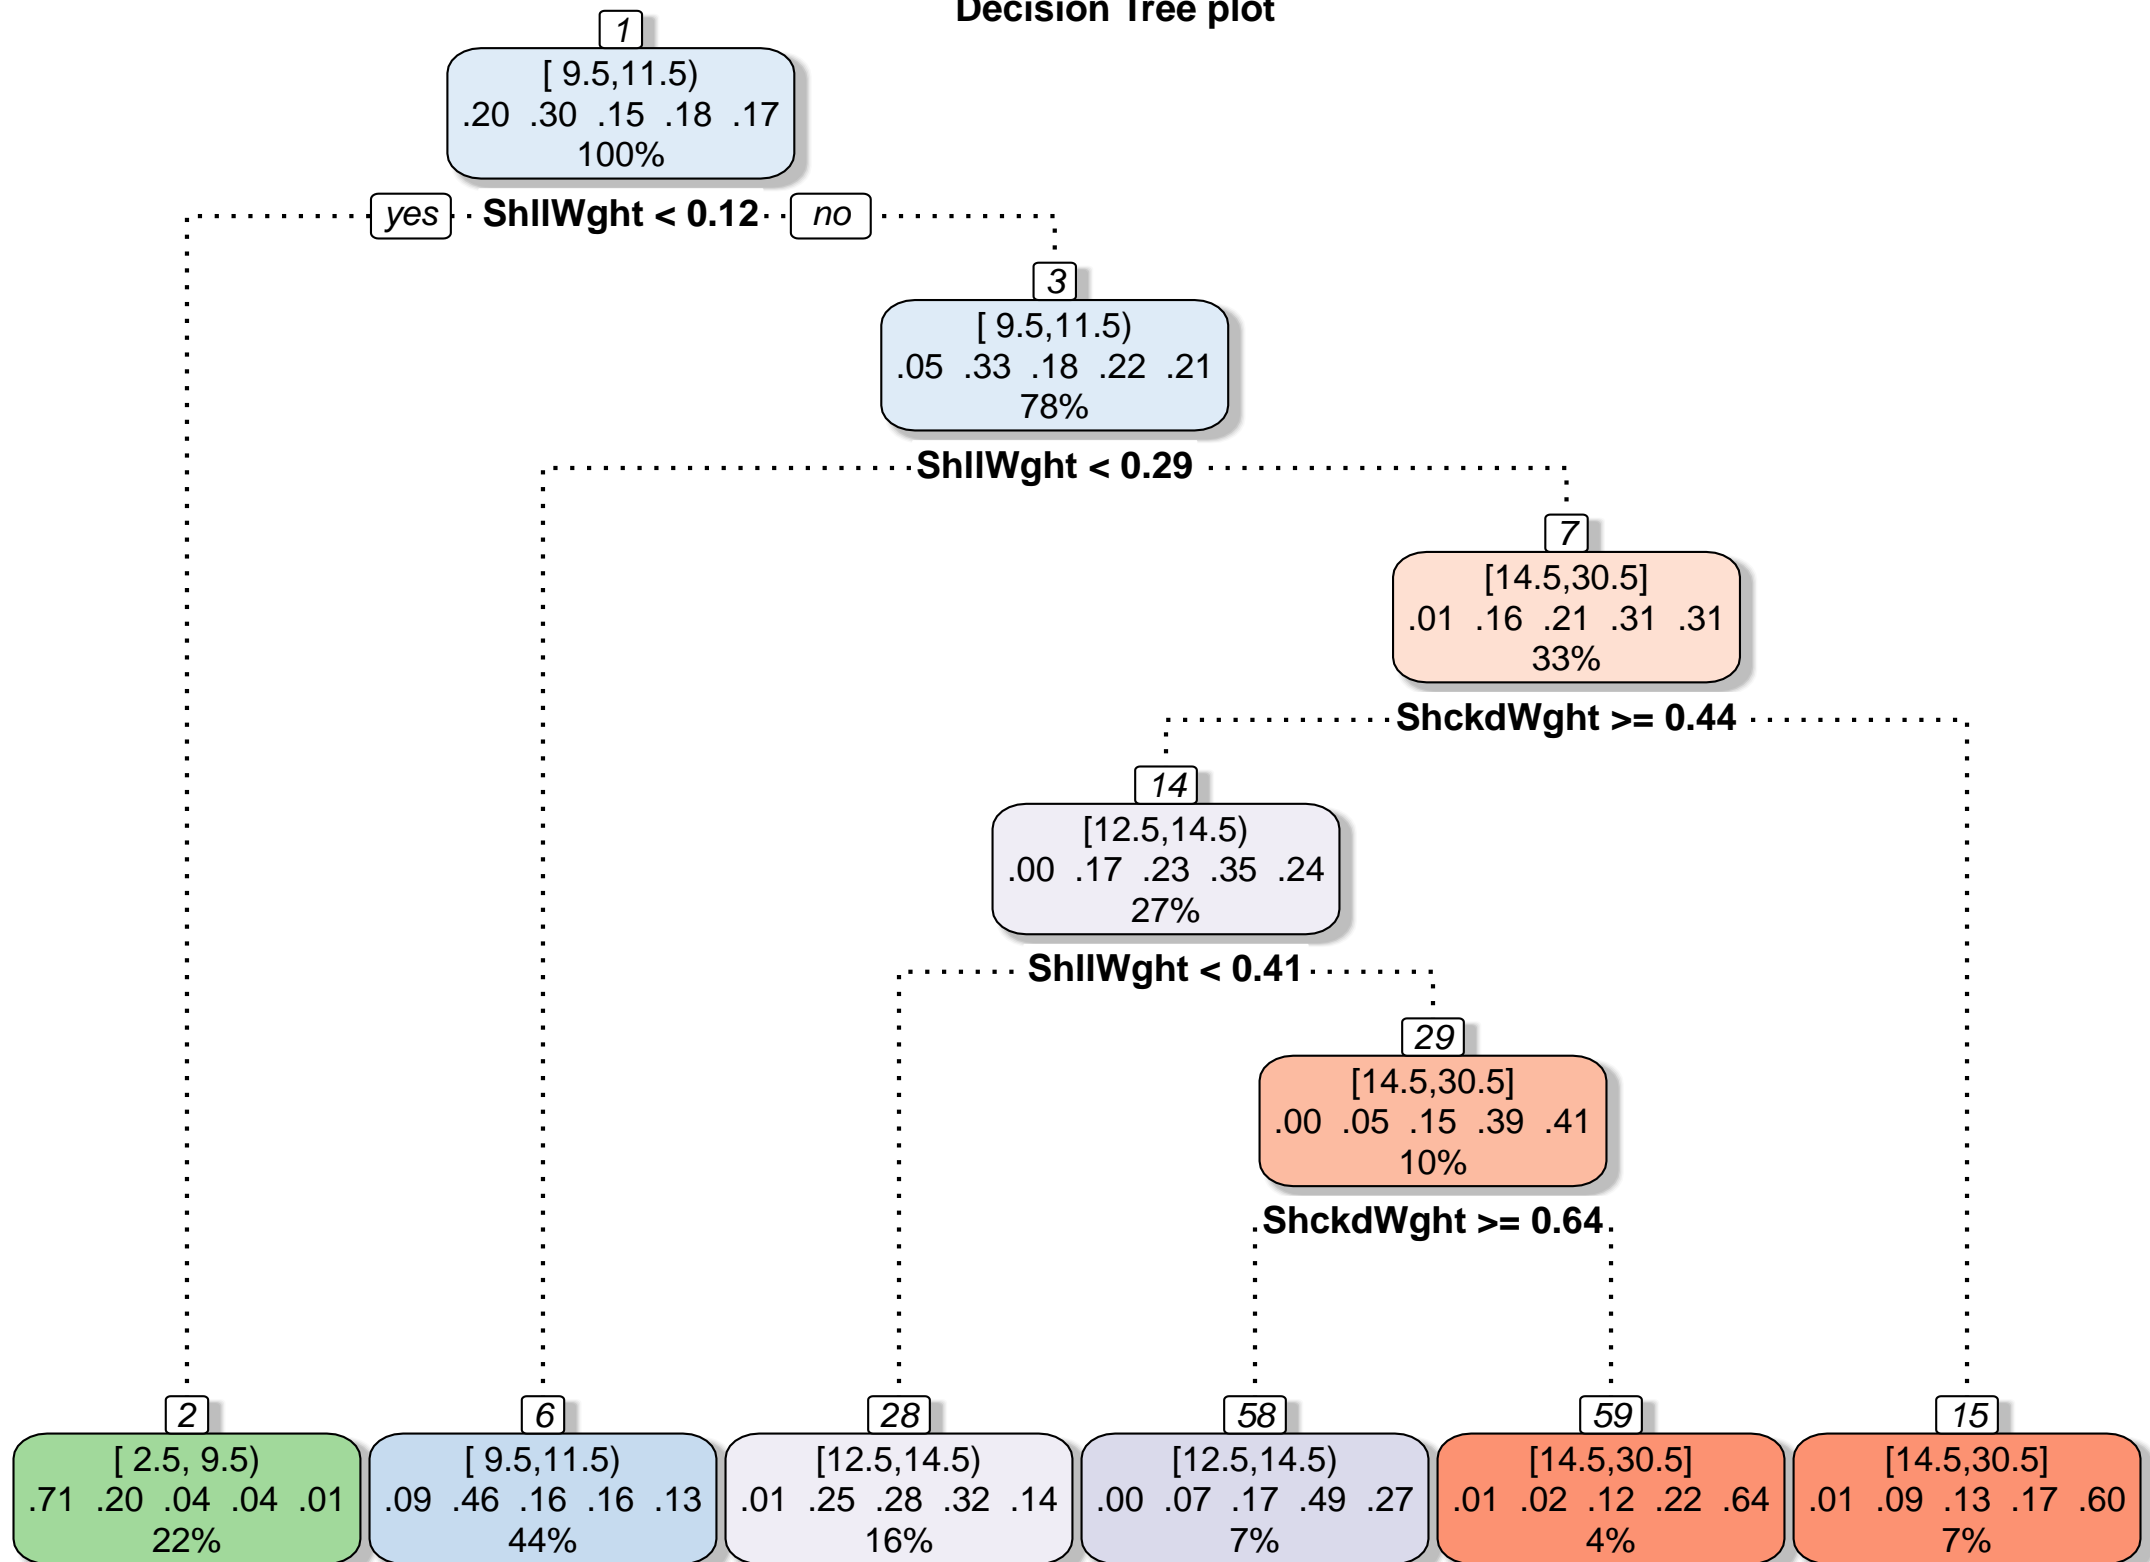 Decision Tree plot
1
[ 9.5,11.5)
.20 .30 .15 .18 .17
100%
yes ShllWght < 0.12 no
3
[ 9.5,11.5)
.05 .33 .18 .22 .21
78%
ShllWght < 0.29
7
[14.5,30.5]
.01 .16 .21 .31 .31
33%
ShckdWght >= 0.44
14
[12.5,14.5)
.00 .17 .23 .35 .24
27%
ShllWght < 0.41
29
[14.5,30.5]
.00 .05 .15 .39 .41
10%
ShckdWght >= 0.64
2
[ 2.5, 9.5)
.71 .20 .04 .04 .01
22%
6
[ 9.5,11.5)
.09 .46 .16 .16 .13
44%
28
[12.5,14.5)
.01 .25 .28 .32 .14
16%
58
[12.5,14.5)
.00 .07 .17 .49 .27
7%
59
[14.5,30.5]
.01 .02 .12 .22 .64
4%
15
[14.5,30.5]
.01 .09 .13 .17 .60
7%